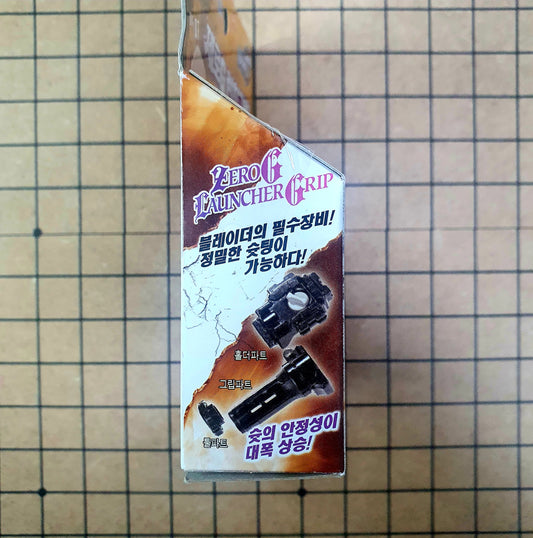 ZERO G
LAUNCHER GRIP
블레이더의 필수장비!
정밀한 슛팅이
가능하다!
홀더파트
그립파트
툴파트
슛의 안정성이
대폭 상승!